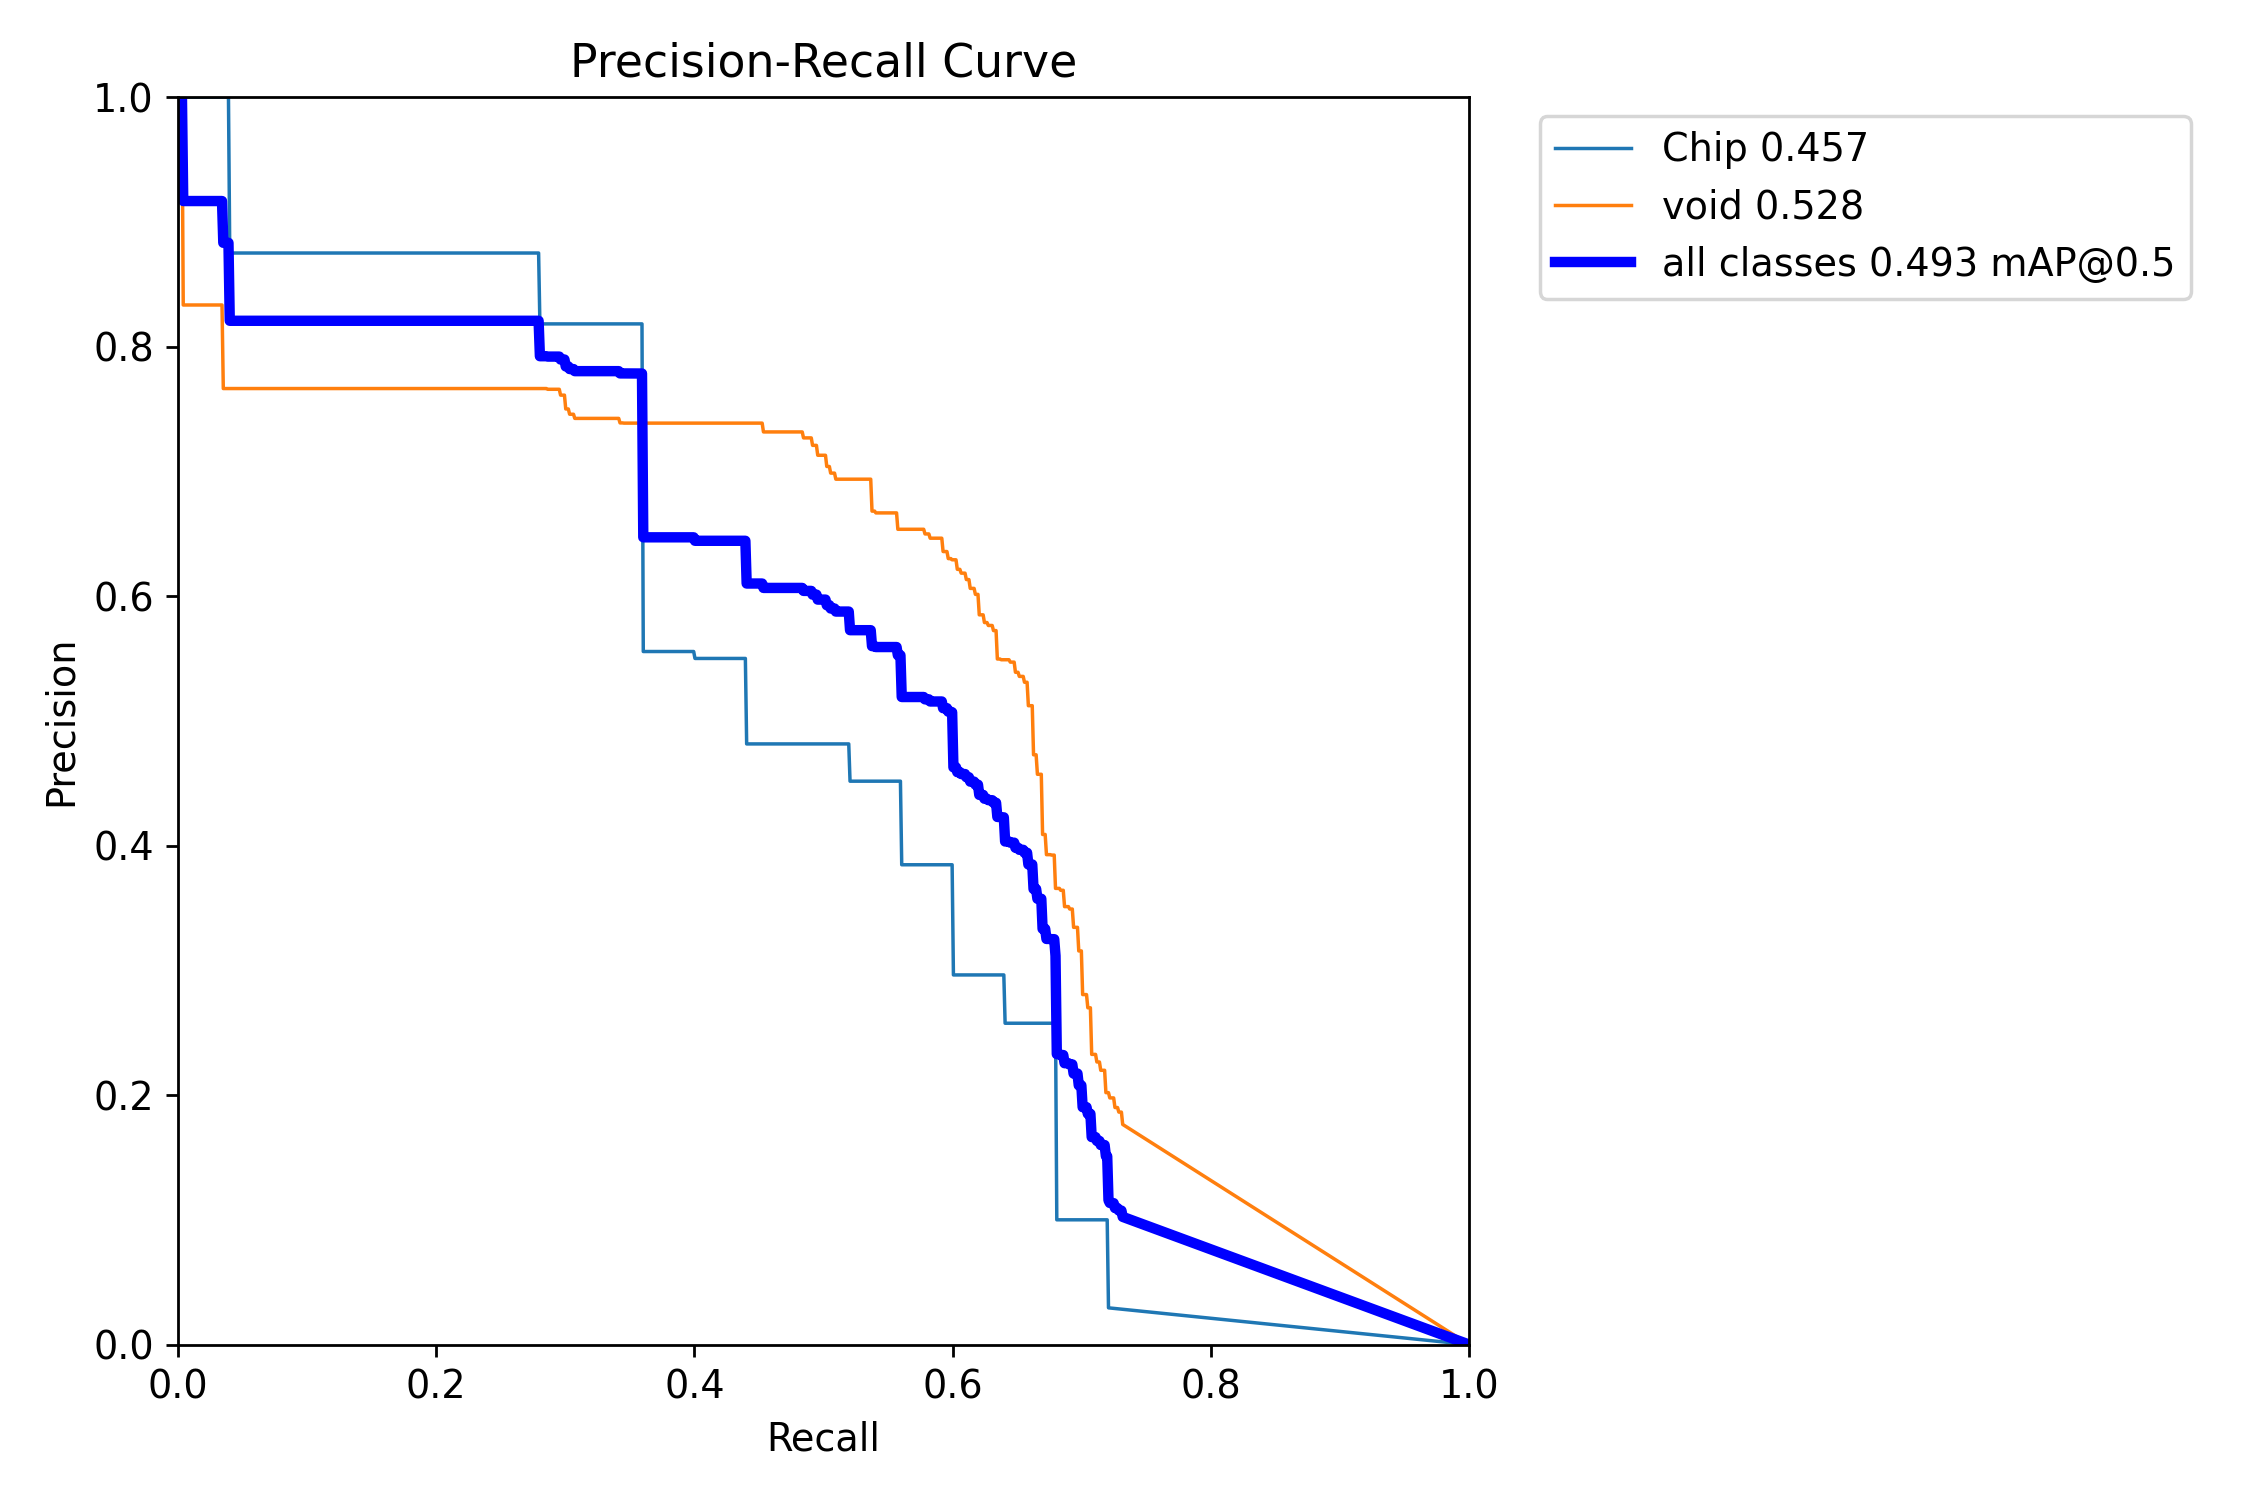 Precision-Recall Curve
Chip 0.457
void 0.528
all classes 0.493 mAP@0.5
Precision
1.0
0.8
0.6
0.4
0.2
0.0
0.0 0.2 0.4 0.6 0.8 1.0
Recall